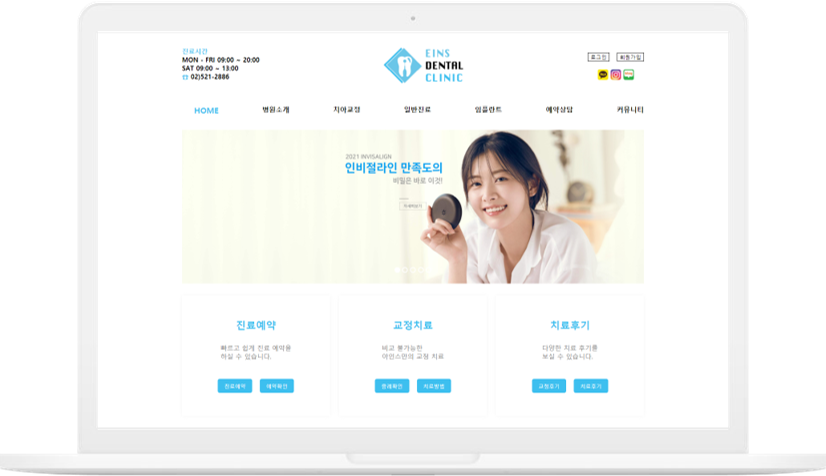 진료시간
MON - FRI 09:00 ~ 20:00
SAT 09:00 ~ 13:00
02)521-2886
EINS
DENTAL
CLINIC
로그인
회원가입
HOME
병원소개
치아교정
일반진료
임플란트
예약상담
커뮤니티
2021 INVISALIGN
인비절라인 만족도의
비밀은 바로 이것!
자세히보기
진료예약
빠르고 쉽게 진료 예약을
하실 수 있습니다.
진료예약
예약확인
교정치료
비교 불가능한
아인스만의 교정 치료
치료방법
치료후기
다양한 치료 후기를
보실 수 있습니다.
교정후기
치료후기